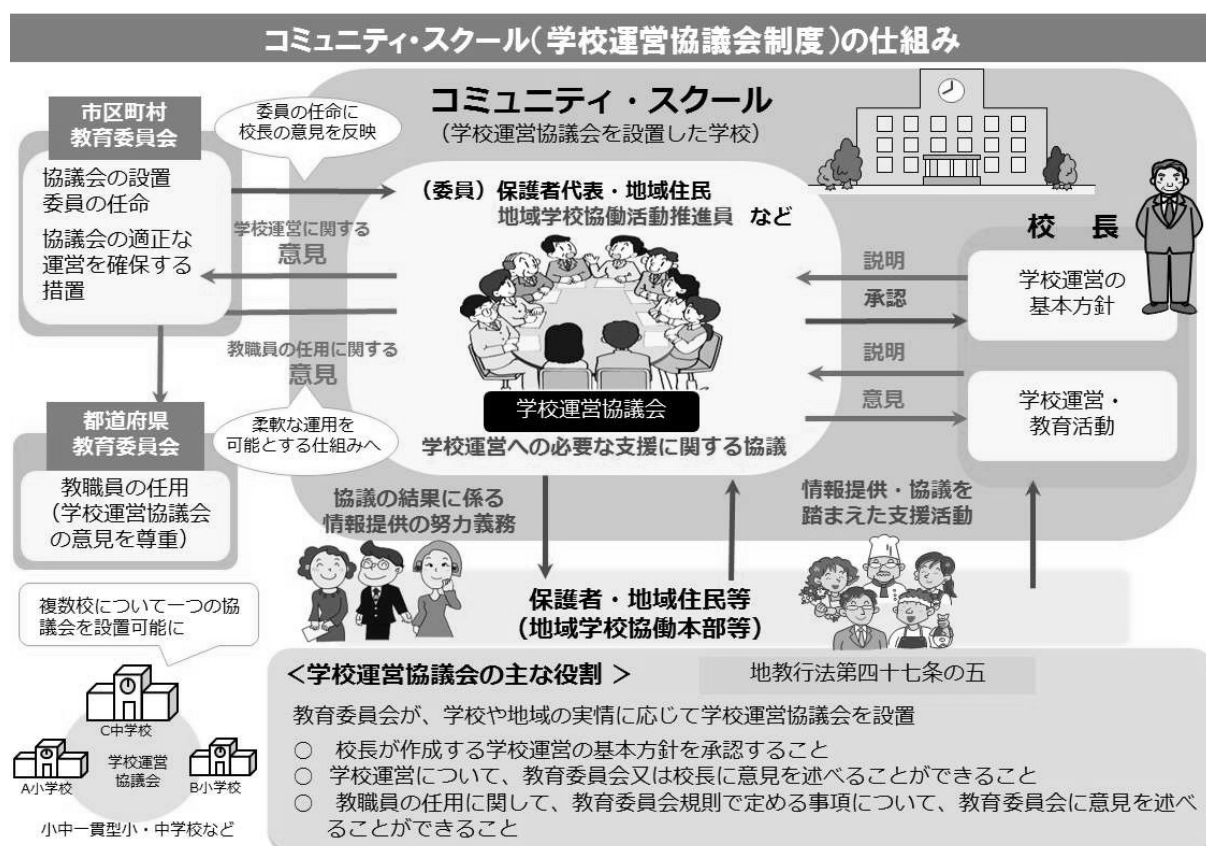 コミュニティ・スクール(学校運営協議会制度)の仕組み
市区町村
教育委員会
協議会の設置
委員の任命
協議会の適正な
運営を確保する
措置
委員の任命に
校長の意見を反映
コミュニティ・スクール
(学校運営協議会を設置した学校)
(委員)保護者代表・地域住民
地域学校協働活動推進員 など
学校運営に関する
意見
教職員の任用に関する
意見
柔軟な運用を
可能とする仕組みへ
学校運営協議会
学校運営への必要な支援に関する協議
校 長
説明
承認
学校運営の
基本方針
説明
意見
学校運営・
教育活動
都道府県
教育委員会
教職員の任用
(学校運営協議会
の意見を尊重)
協議の結果に係る
情報提供の努力義務
情報提供・協議を
踏まえた支援活動
保護者・地域住民等
(地域学校協働本部等)
複数校について一つの協
議会を設置可能に
C中学校
学校運営
協議会
A小学校
B小学校
小中一貫型小・中学校など
<学校運営協議会の主な役割 >
地教行法第四十七条の五
教育委員会が、学校や地域の実情に応じて学校運営協議会を設置
○ 校長が作成する学校運営の基本方針を承認すること
○ 学校運営について、教育委員会又は校長に意見を述べることができること
○ 教職員の任用に関して、教育委員会規則で定める事項について、教育委員会に意見を述べ
ることができること